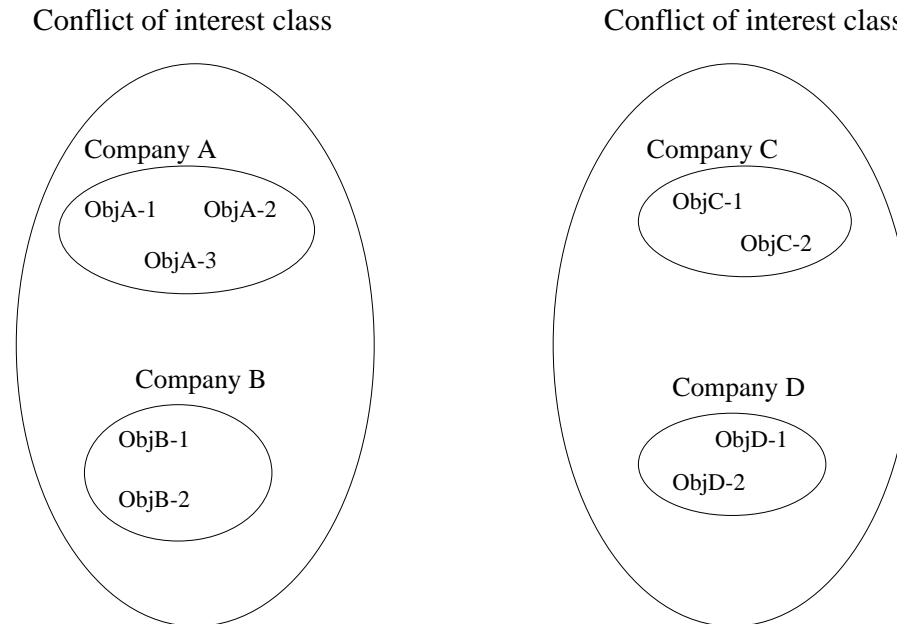 Conflict of interest class
Conflict of interest class
Company A
ObjA-1 ObjA-2
ObjA-3
Company B
ObjB-1
ObjB-2
Company C
ObjC-1
ObjC-2
Company D
ObjD-1
ObjD-2